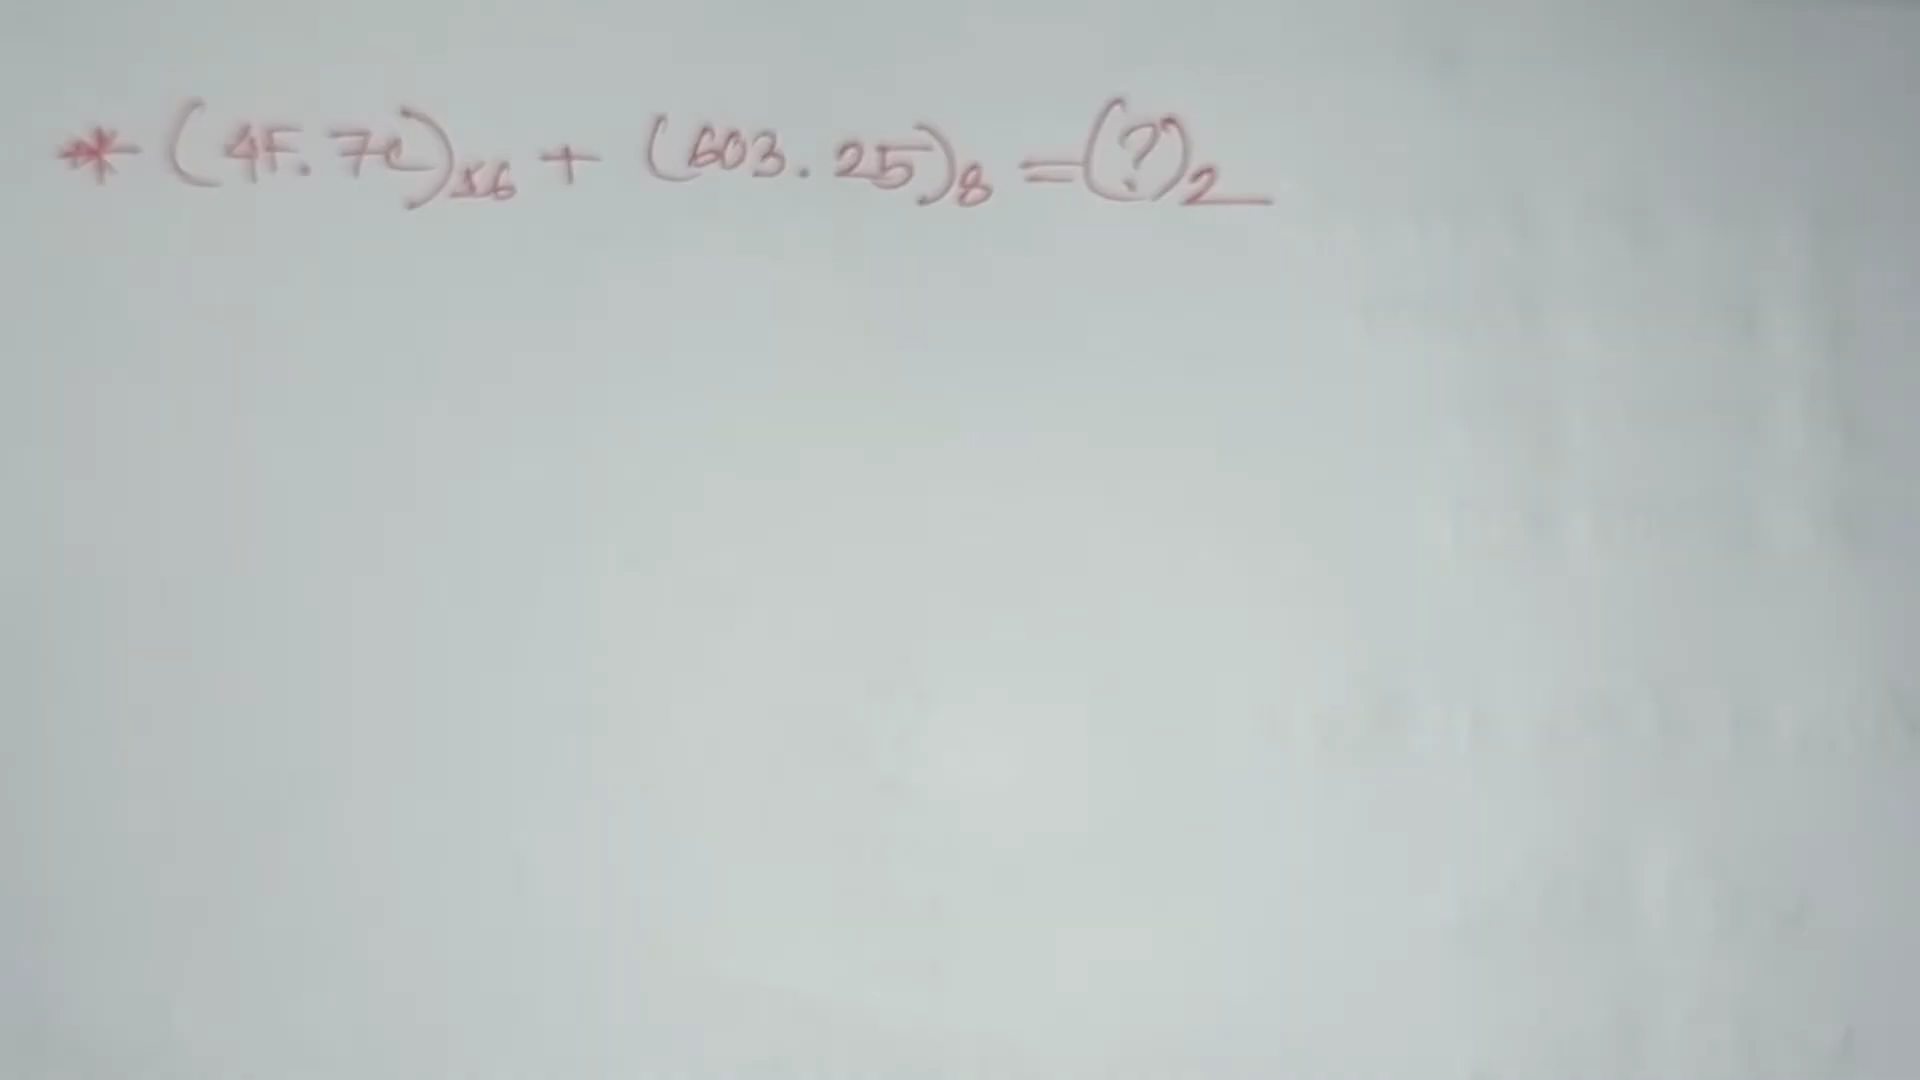 * (4F.7C)₁₆ + (603.25)₈ = (?)₂